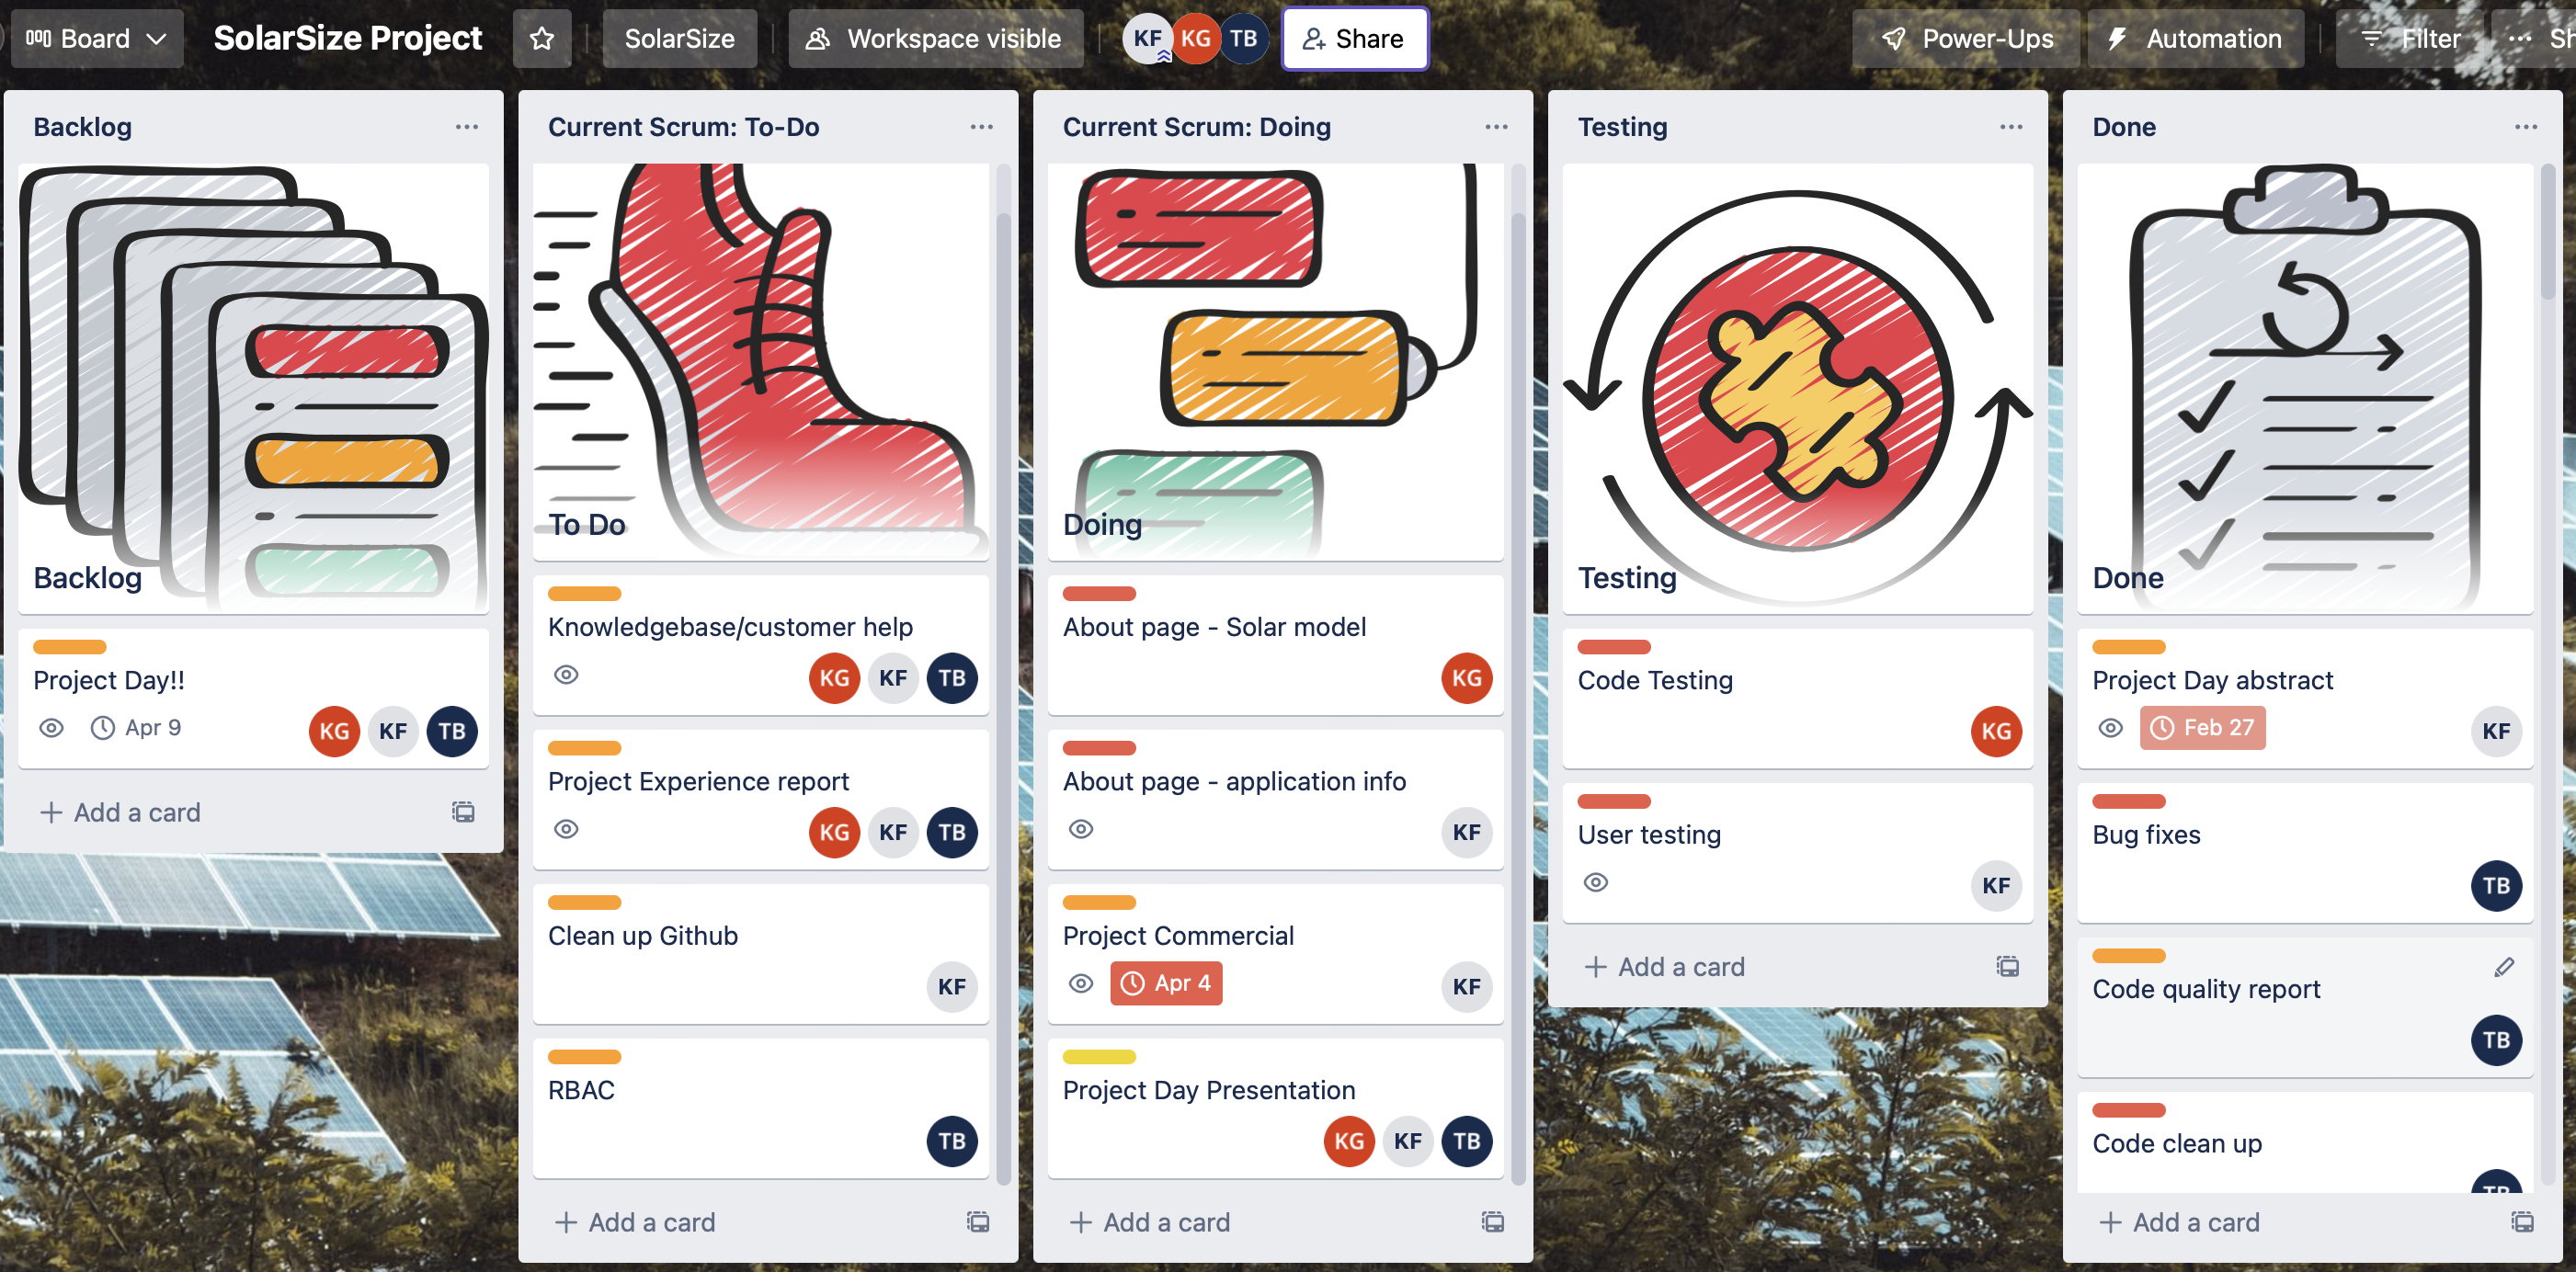 Board
SolarSize Project
SolarSize
Workspace visible
KF KG TB
Share
Power-Ups
Automation
Filter
Backlog
Backlog
Project Day!!
Apr 9
KG KF TB
Add a card
Current Scrum: To-Do
To Do
Knowledgebase/customer help
KG KF TB
Project Experience report
KG KF TB
Clean up Github
KF
RBAC
TB
Add a card
Current Scrum: Doing
Doing
About page - Solar model
KG
About page - application info
KF
Project Commercial
Apr 4
KF
Project Day Presentation
KG KF TB
Add a card
Testing
Testing
Code Testing
KG
User testing
KF
Add a card
Done
Done
Project Day abstract
Feb 27
KF
Bug fixes
TB
Code quality report
TB
Code clean up
TB
Add a card